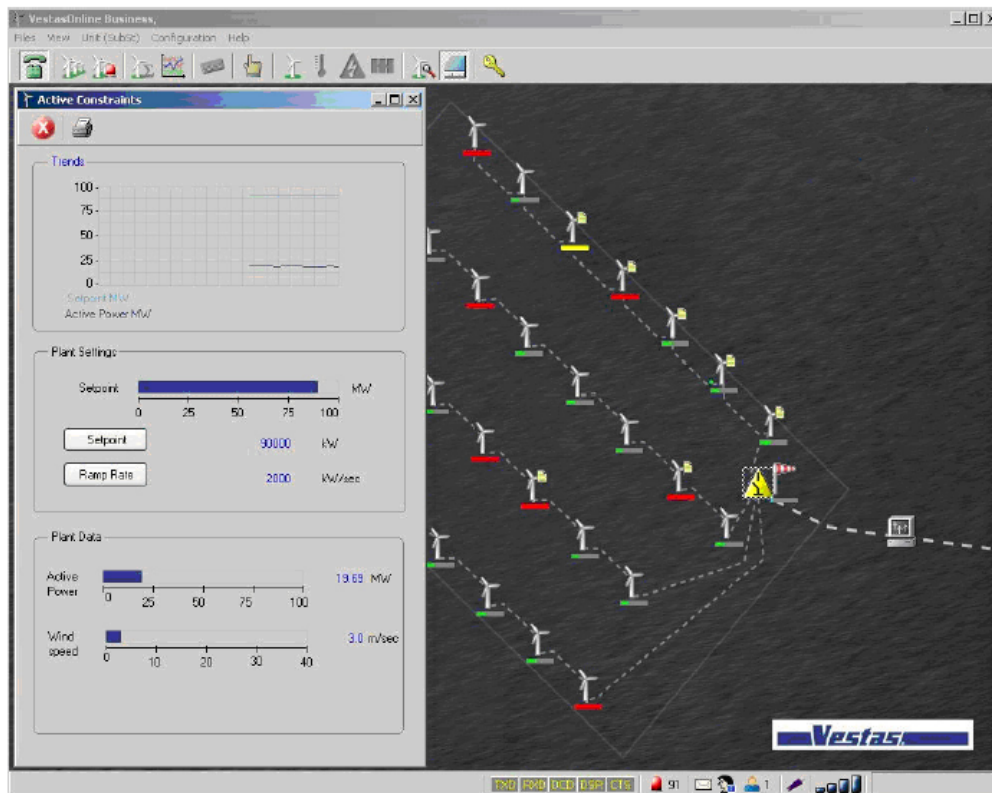 VestasOnline Business,
Files View Unit (SubSt) Configuration Help
Active Constraints
Trends
100
75
50
25
0
Setpoint MW
Active Power MW
Plant Settings
Setpoint
MW
0 25 50 75 100
Setpoint 90000 kW
Ramp Rate 2000 kW/sec
Plant Data
Active Power
19.69 MW
0 25 50 75 100
Wind speed
3.0 m/sec
0 10 20 30 40
Vestas.
TXD RXD DCD DSR CTS 91 1